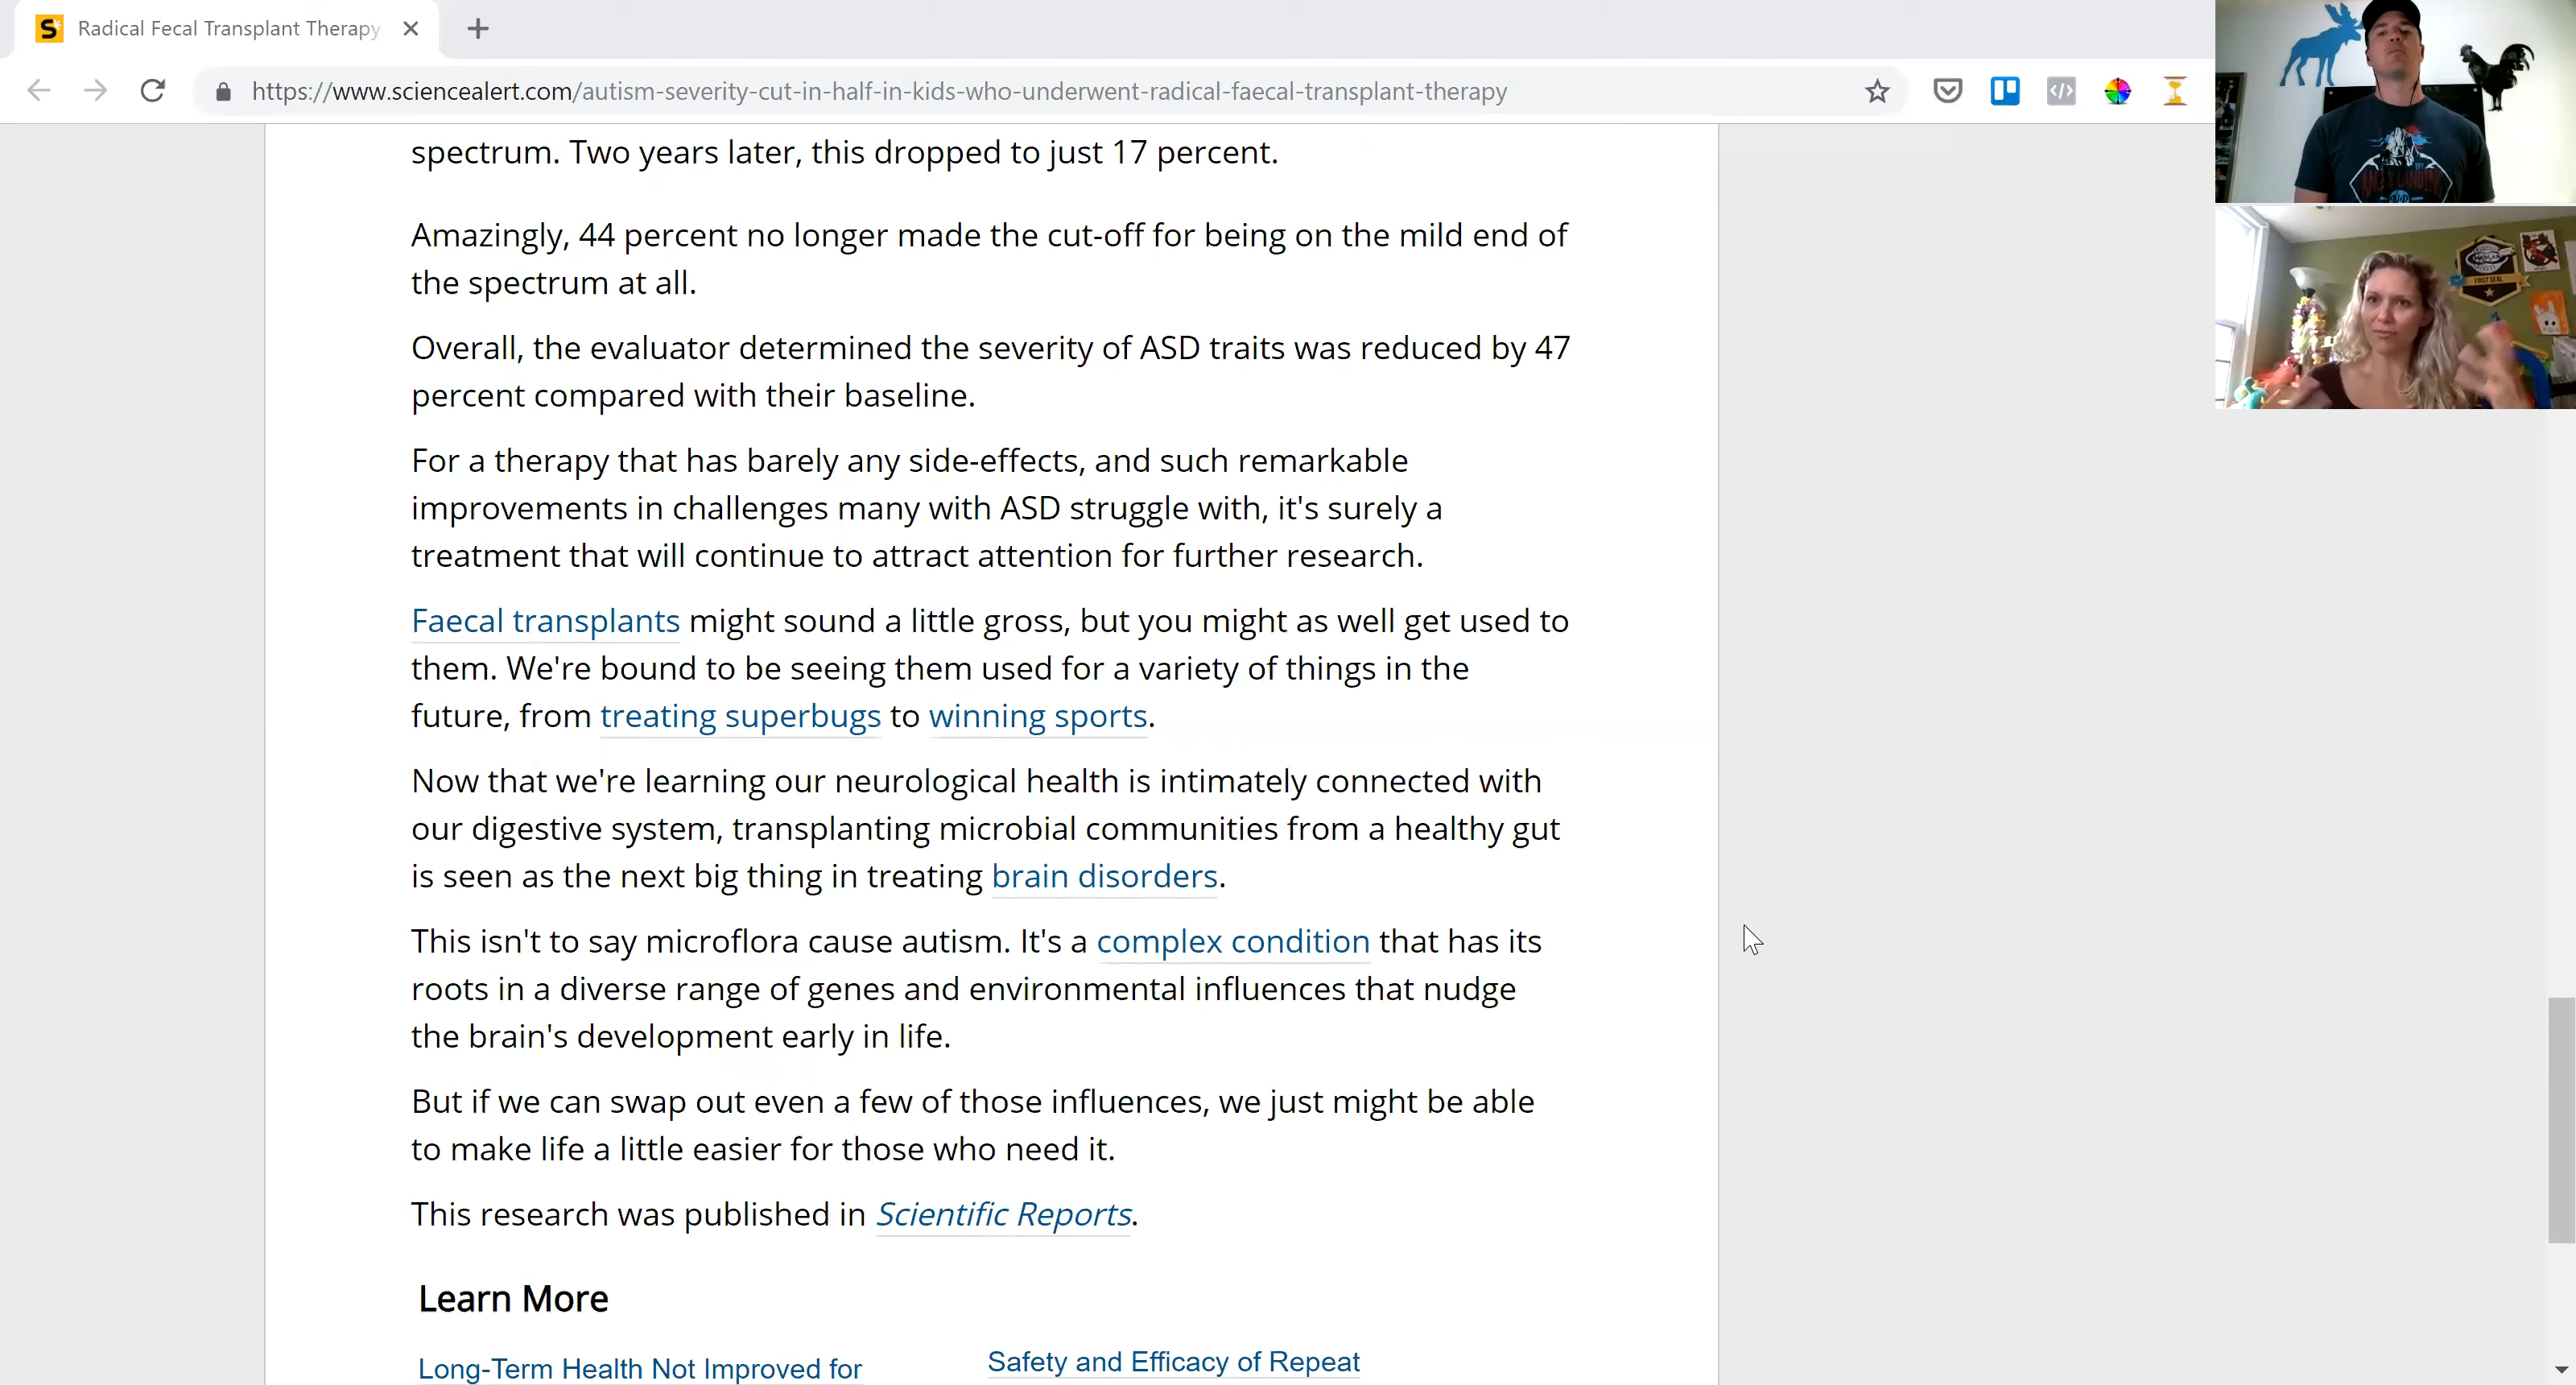 Radical Fecal Transplant Therapy
https://www.sciencealert.com/autism-severity-cut-in-half-in-kids-who-underwent-radical-faecal-transplant-therapy
spectrum. Two years later, this dropped to just 17 percent.
Amazingly, 44 percent no longer made the cut-off for being on the mild end of
the spectrum at all.
Overall, the evaluator determined the severity of ASD traits was reduced by 47
percent compared with their baseline.
For a therapy that has barely any side-effects, and such remarkable
improvements in challenges many with ASD struggle with, it's surely a
treatment that will continue to attract attention for further research.
Faecal transplants might sound a little gross, but you might as well get used to
them. We're bound to be seeing them used for a variety of things in the
future, from treating superbugs to winning sports.
Now that we're learning our neurological health is intimately connected with
our digestive system, transplanting microbial communities from a healthy gut
is seen as the next big thing in treating brain disorders.
This isn't to say microflora cause autism. It's a complex condition that has its
roots in a diverse range of genes and environmental influences that nudge
the brain's development early in life.
But if we can swap out even a few of those influences, we just might be able
to make life a little easier for those who need it.
This research was published in Scientific Reports.
Learn More
Long-Term Health Not Improved for
Safety and Efficacy of Repeat